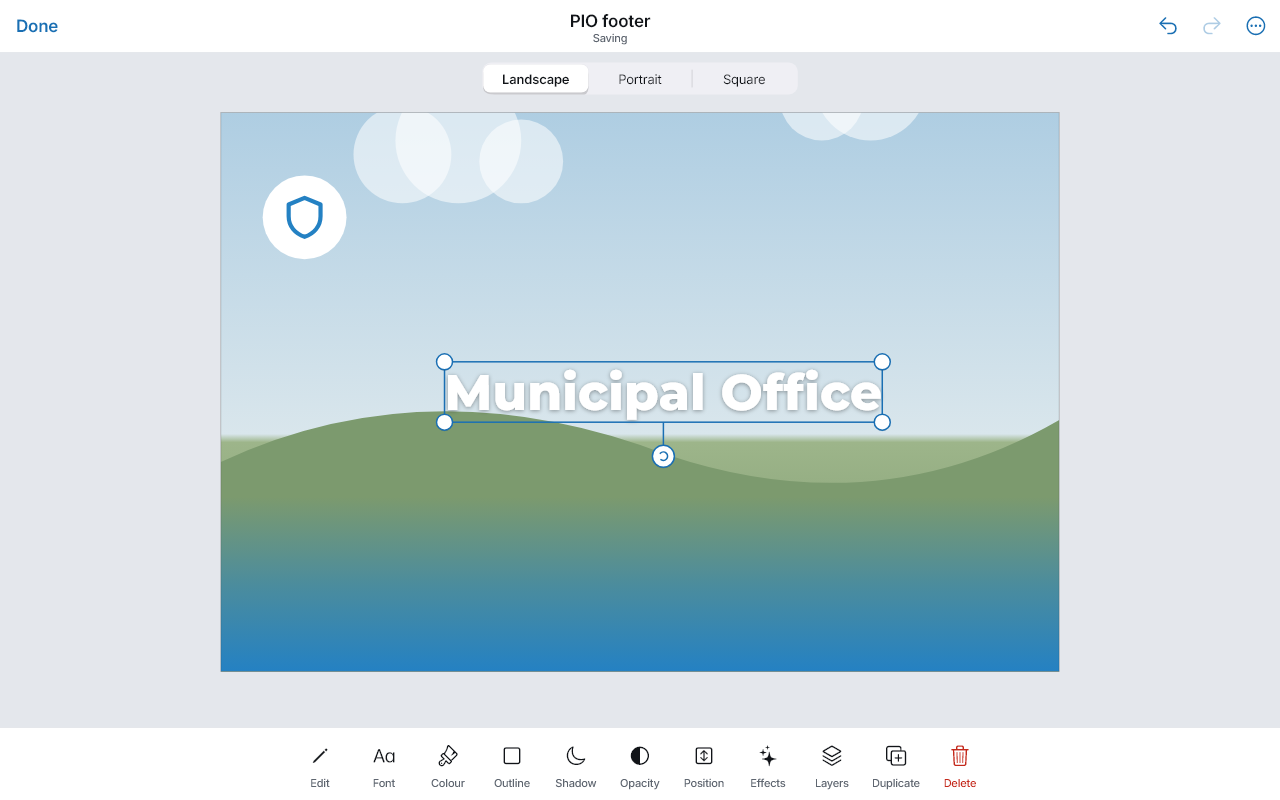 Done
PIO footer
Saving
Landscape
Portrait
Square
Municipal Office
Edit
Font
Colour
Outline
Shadow
Opacity
Position
Effects
Layers
Duplicate
Delete